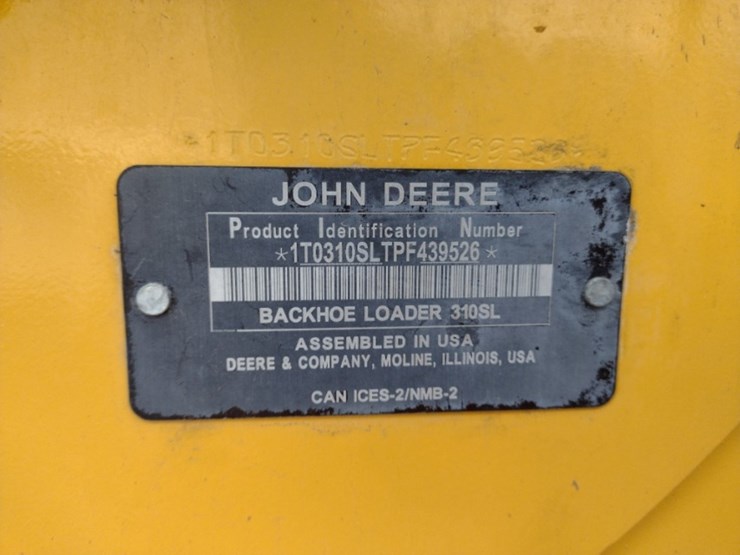 1T0310SLTPF439526*
JOHN DEERE
Product Identification Number
*1T0310SLTPF439526*
BACKHOE LOADER 310SL
ASSEMBLED IN USA
DEERE & COMPANY, MOLINE, ILLINOIS, USA
CAN ICES-2/NMB-2